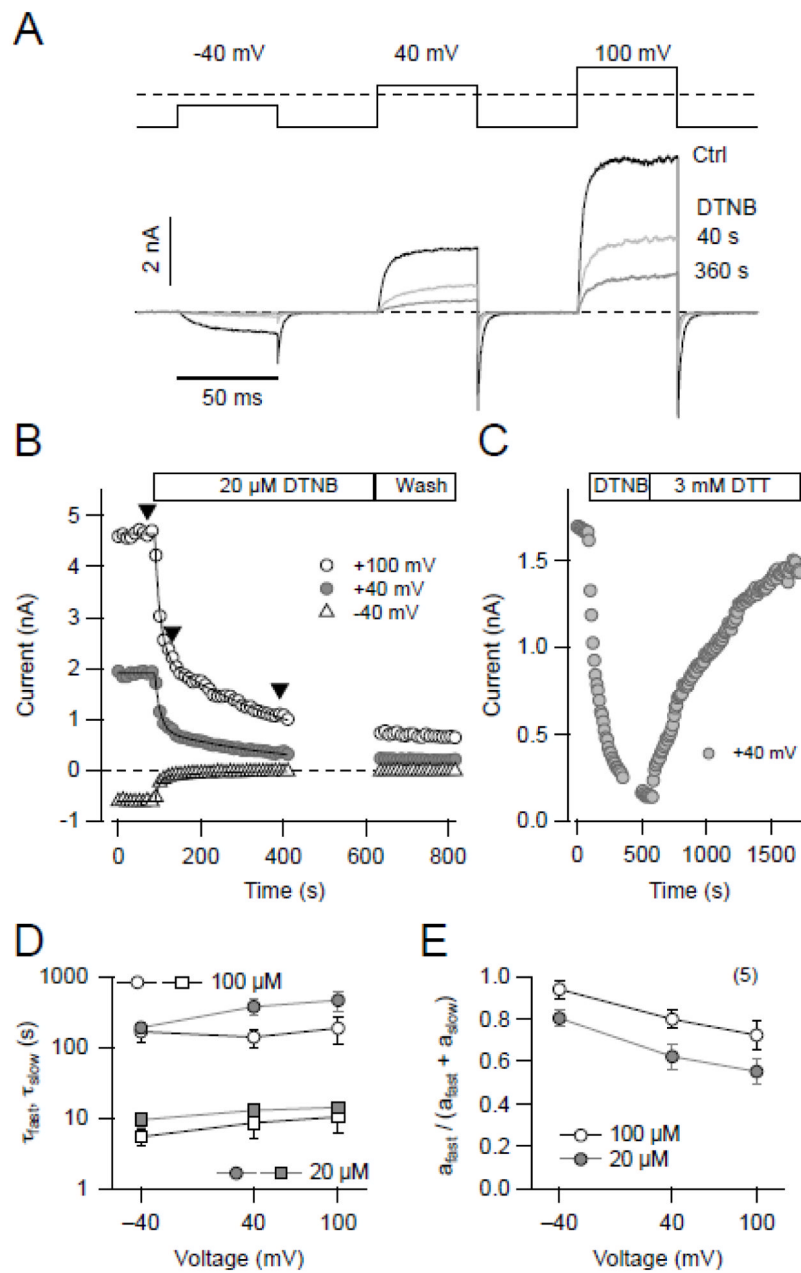 A
-40 mV 40 mV 100 mV
Ctrl
DTNB
40 s
360 s
2 nA
50 ms
B
20 µM DTNB Wash
5
4
3
2
1
0
-1
Current (nA)
+100 mV
+40 mV
-40 mV
0 200 400 600 800
Time (s)
C
DTNB 3 mM DTT
1.5
1.0
0.5
0.0
Current (nA)
+40 mV
0 500 1000 1500
Time (s)
D
1000
100
10
1
τfast, τslow (s)
100 µM
20 µM
−40 40 100
Voltage (mV)
E
1.0
0.8
0.6
0.4
0.2
0.0
afast / (afast + aslow)
(5)
100 µM
20 µM
−40 40 100
Voltage (mV)